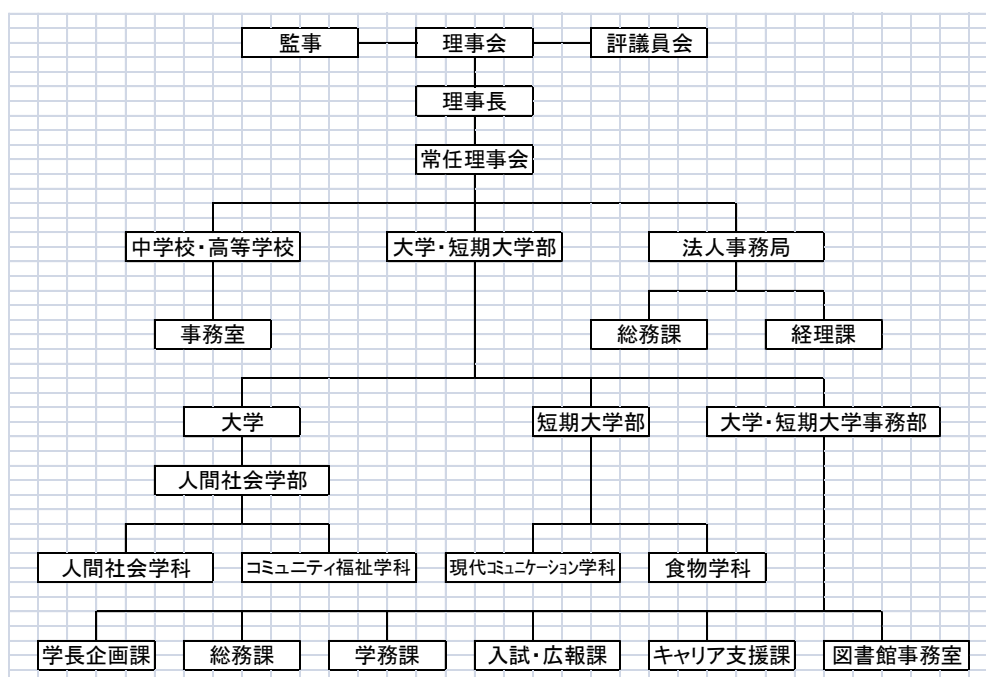 監事
理事会
評議員会
理事長
常任理事会
中学校・高等学校
大学・短期大学部
法人事務局
事務室
総務課
経理課
大学
短期大学部
大学・短期大学事務部
人間社会学部
人間社会学科
コミュニティ福祉学科
現代コミュニケーション学科
食物学科
学長企画課
総務課
学務課
入試・広報課
キャリア支援課
図書館事務室